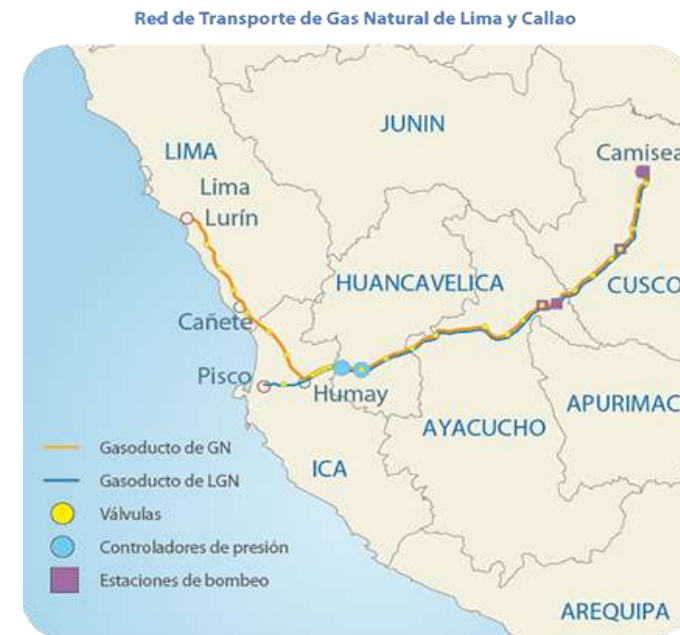 Red de Transporte de Gas Natural de Lima y Callao
JUNIN
LIMA
Camisea
Lima
Lurín
HUANCAVELICA
CUSCO
Cañete
Pisco
Humay
APURIMAC
AYACUCHO
ICA
Gasoducto de GN
Gasoducto de LGN
Válvulas
Controladores de presión
Estaciones de bombeo
AREQUIPA